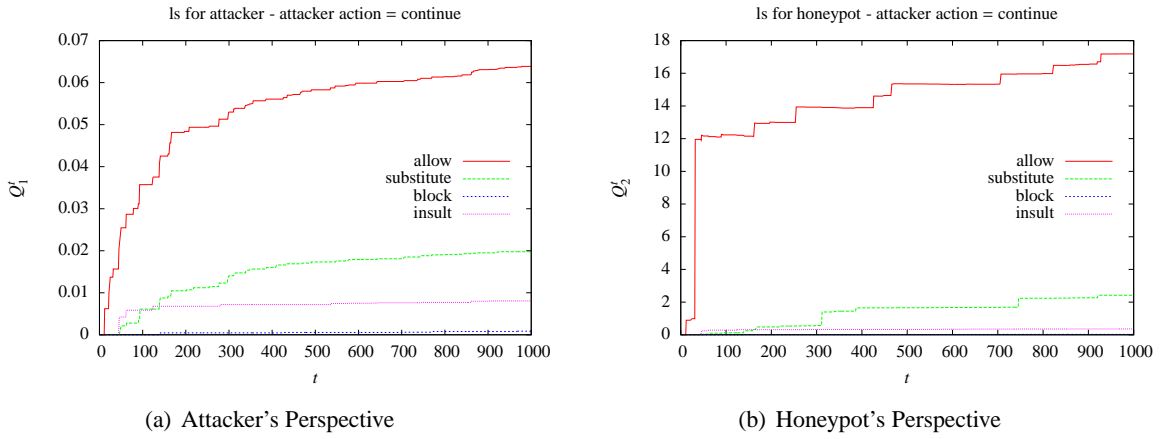 ls for attacker - attacker action = continue
0.07
0.06
0.05
0.04
0.03
0.02
0.01
0
Q₁ᵗ
allow
substitute
block
insult
0 100 200 300 400 500 600 700 800 900 1000
t
(a) Attacker's Perspective
ls for honeypot - attacker action = continue
18
16
14
12
10
8
6
4
2
0
Q₂ᵗ
allow
substitute
block
insult
0 100 200 300 400 500 600 700 800 900 1000
t
(b) Honeypot's Perspective